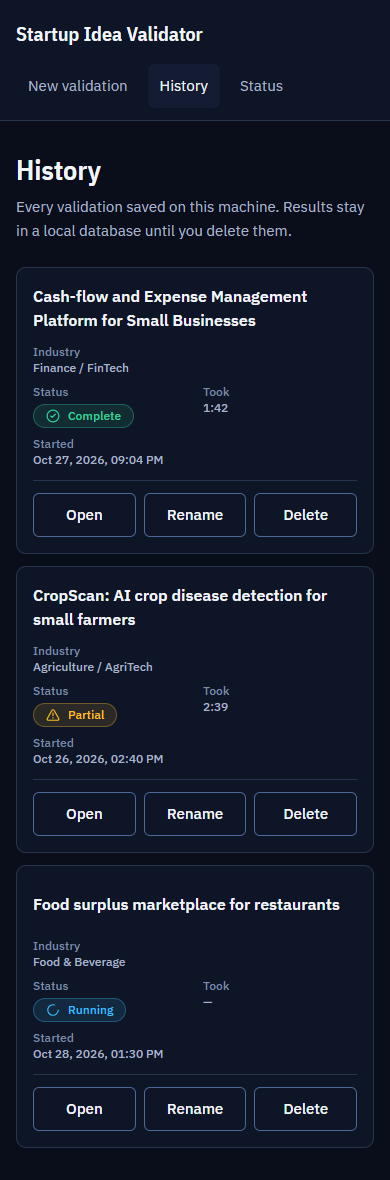 Startup Idea Validator
New validation
History
Status
History
Every validation saved on this machine. Results stay
in a local database until you delete them.
Cash-flow and Expense Management
Platform for Small Businesses
Industry
Finance / FinTech
Status
Took
Complete
1:42
Started
Oct 27, 2026, 09:04 PM
Open
Rename
Delete
CropScan: AI crop disease detection for
small farmers
Industry
Agriculture / AgriTech
Status
Took
Partial
2:39
Started
Oct 26, 2026, 02:40 PM
Open
Rename
Delete
Food surplus marketplace for restaurants
Industry
Food & Beverage
Status
Took
Running
—
Started
Oct 28, 2026, 01:30 PM
Open
Rename
Delete